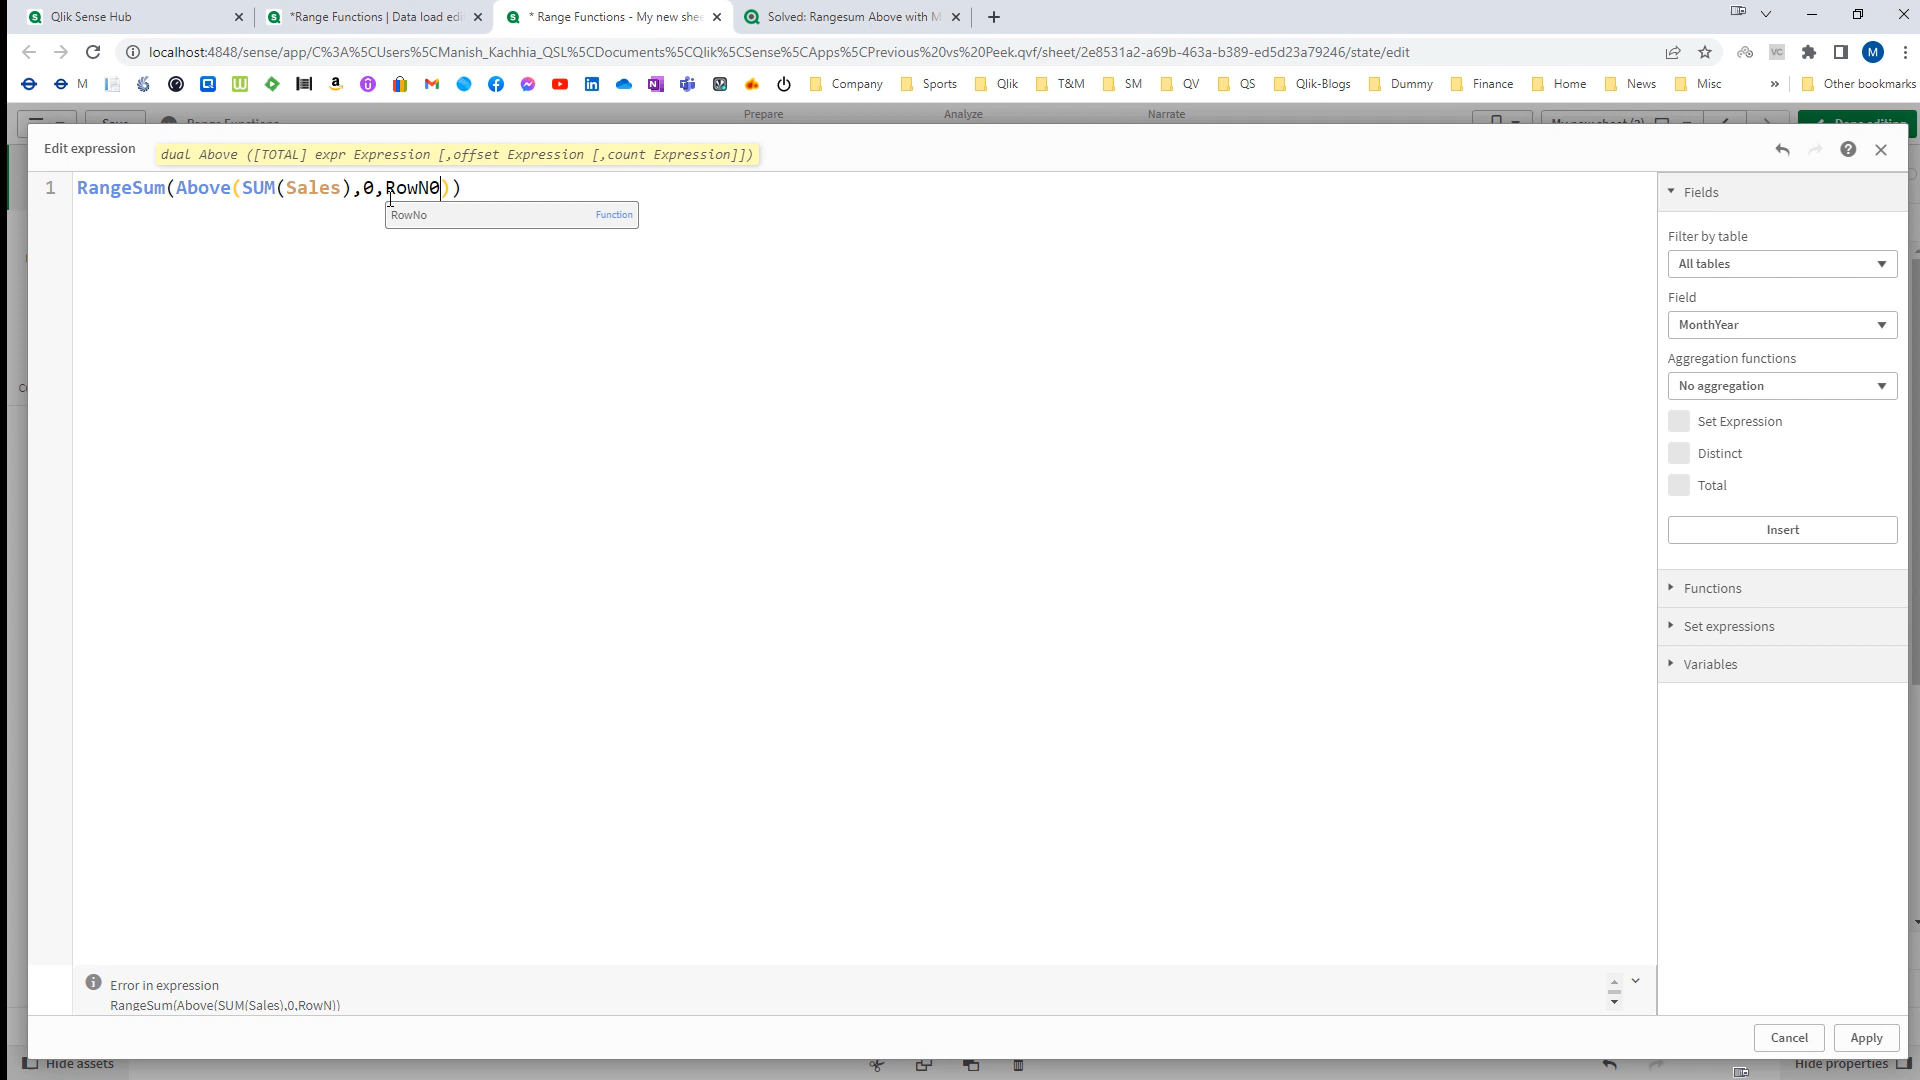 Qlik Sense Hub
*Range Functions | Data load edi
* Range Functions - My new shee
Solved: Rangesum Above with M
localhost:4848/sense/app/C%3A%5CUsers%5CManish_Kachhia_QSL%5CDocuments%5CQlik%5CSense%5CApps%5CPrevious%20vs%20Peek.qvf/sheet/2e8531a2-a69b-463a-b389-ed5d23a79246/state/edit
M
M
Company
Sports
Qlik
T&M
SM
QV
QS
Qlik-Blogs
Dummy
Finance
Home
News
Misc
»
Other bookmarks
Prepare
Analyze
Narrate
Edit expression
dual Above ([TOTAL] expr Expression [,offset Expression [,count Expression]])
1
RangeSum(Above(SUM(Sales),0,RowN0))
RowNo
Function
Fields
Filter by table
All tables
Field
MonthYear
Aggregation functions
No aggregation
Set Expression
Distinct
Total
Insert
Functions
Set expressions
Variables
Error in expression
RangeSum(Above(SUM(Sales),0,RowN))
Cancel
Apply
Hide assets
Hide properties